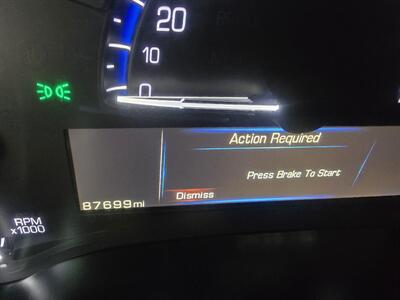 20
10
0
Action Required
Press Brake To Start
Dismiss
87699mi
RPM
x1000